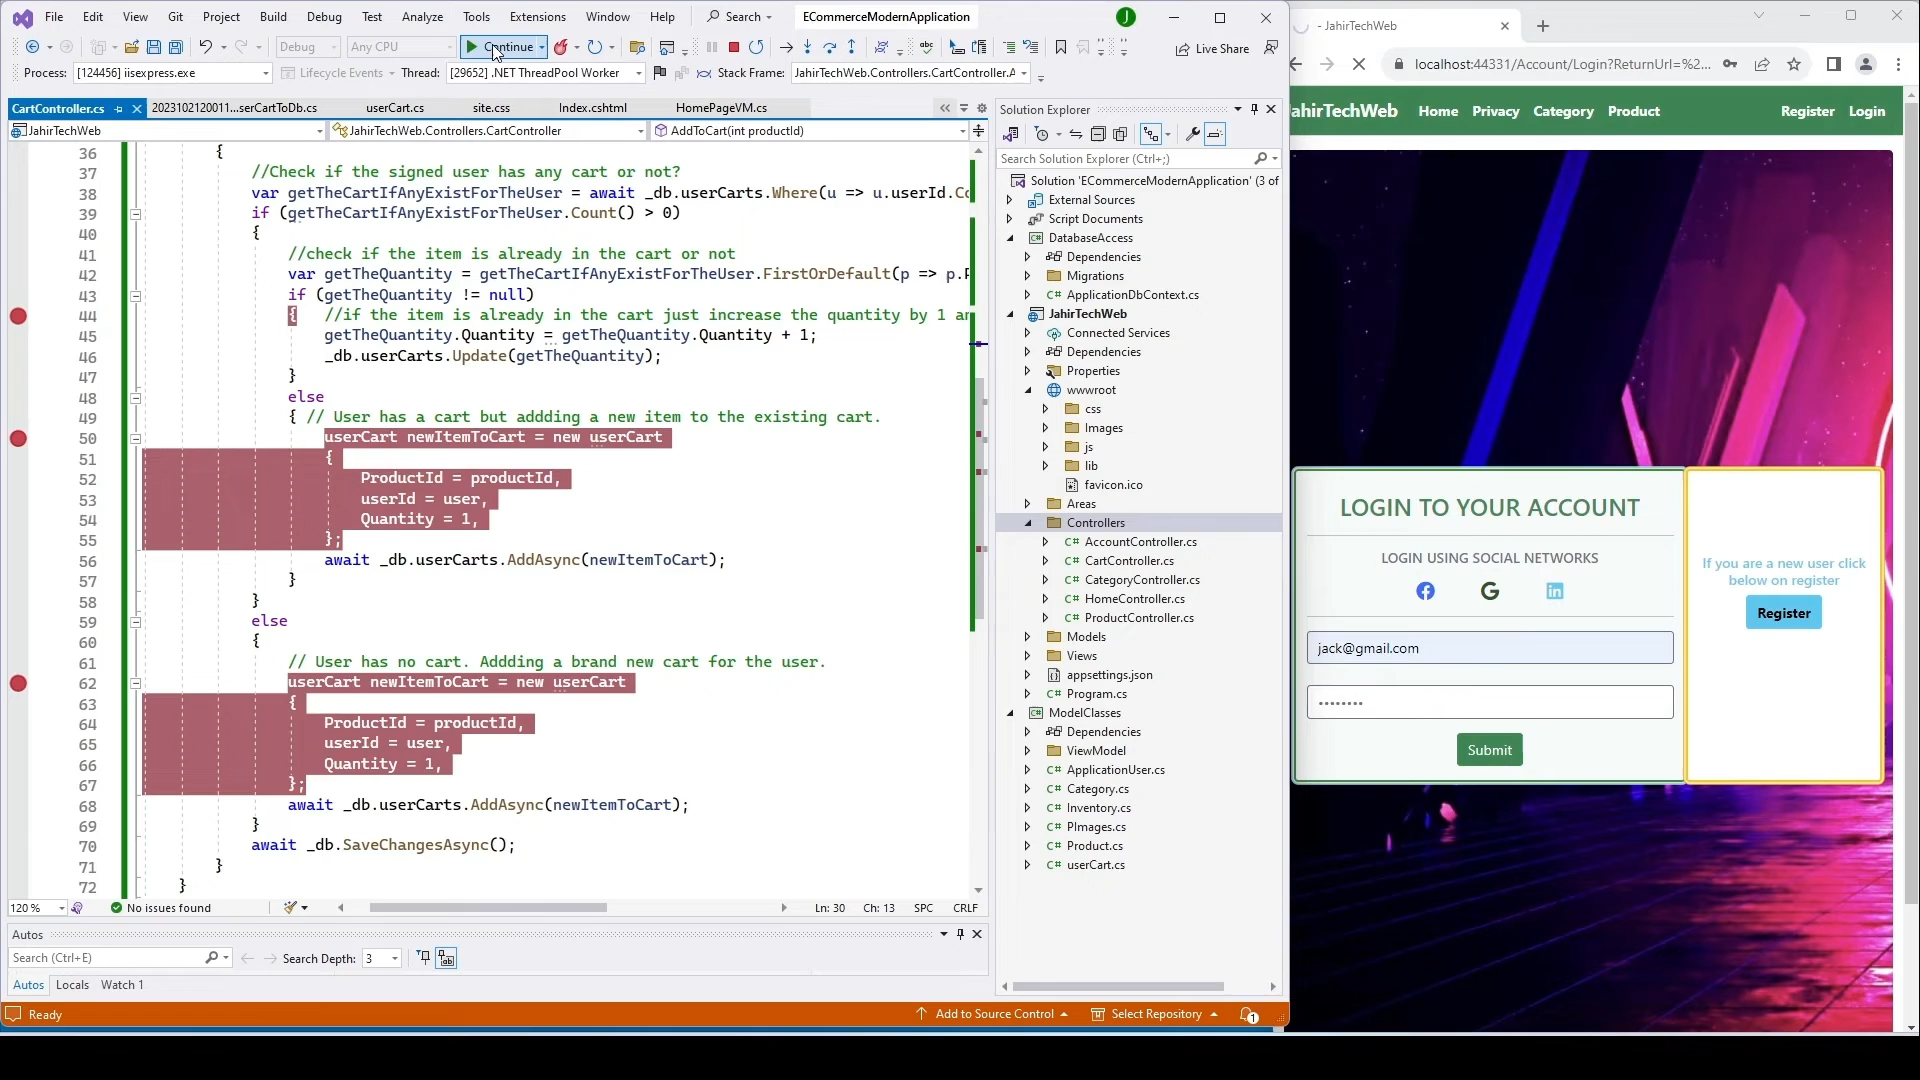 File Edit View Git Project Build Debug Test Analyze Tools Extensions Window Help Search ECommerceModernApplication J
Debug Any CPU Continue Live Share
Process: [124456] iisexpress.exe Lifecycle Events Thread: [29652] .NET ThreadPool Worker Stack Frame: JahirTechWeb.Controllers.CartController.A
CartController.cs 2023102120011...serCartToDb.cs userCart.cs site.css Index.cshtml HomePageVM.cs
JahirTechWeb JahirTechWeb.Controllers.CartController AddToCart(int productId)
36 {
37 //Check if the signed user has any cart or not?
38 var getTheCartIfAnyExistForTheUser = await _db.userCarts.Where(u => u.userId.Co
39 if (getTheCartIfAnyExistForTheUser.Count() > 0)
40 {
41 //check if the item is already in the cart or not
42 var getTheQuantity = getTheCartIfAnyExistForTheUser.FirstOrDefault(p => p.P
43 if (getTheQuantity != null)
44 { //if the item is already in the cart just increase the quantity by 1 an
45 getTheQuantity.Quantity = getTheQuantity.Quantity + 1;
46 _db.userCarts.Update(getTheQuantity);
47 }
48 else
49 { // User has a cart but addding a new item to the existing cart.
50 userCart newItemToCart = new userCart
51 {
52 ProductId = productId,
53 userId = user,
54 Quantity = 1,
55 };
56 await _db.userCarts.AddAsync(newItemToCart);
57 }
58 }
59 else
60 {
61 // User has no cart. Addding a brand new cart for the user.
62 userCart newItemToCart = new userCart
63 {
64 ProductId = productId,
65 userId = user,
66 Quantity = 1,
67 };
68 await _db.userCarts.AddAsync(newItemToCart);
69 }
70 await _db.SaveChangesAsync();
71 }
72 }
120 % No issues found Ln: 30 Ch: 13 SPC CRLF
Autos
Search (Ctrl+E) Search Depth: 3
Autos Locals Watch 1
Ready Add to Source Control Select Repository 1
Solution Explorer
Search Solution Explorer (Ctrl+;)
Solution 'ECommerceModernApplication' (3 of
External Sources
Script Documents
DatabaseAccess
Dependencies
Migrations
C# ApplicationDbContext.cs
JahirTechWeb
Connected Services
Dependencies
Properties
wwwroot
css
Images
js
lib
favicon.ico
Areas
Controllers
C# AccountController.cs
C# CartController.cs
C# CategoryController.cs
C# HomeController.cs
C# ProductController.cs
Models
Views
appsettings.json
C# Program.cs
ModelClasses
Dependencies
ViewModel
C# ApplicationUser.cs
C# Category.cs
C# Inventory.cs
C# PImages.cs
C# Product.cs
C# userCart.cs
- JahirTechWeb
localhost:44331/Account/Login?ReturnUrl=%2...
JahirTechWeb Home Privacy Category Product Register Login
LOGIN TO YOUR ACCOUNT
LOGIN USING SOCIAL NETWORKS
jack@gmail.com
Submit
If you are a new user click
below on register
Register